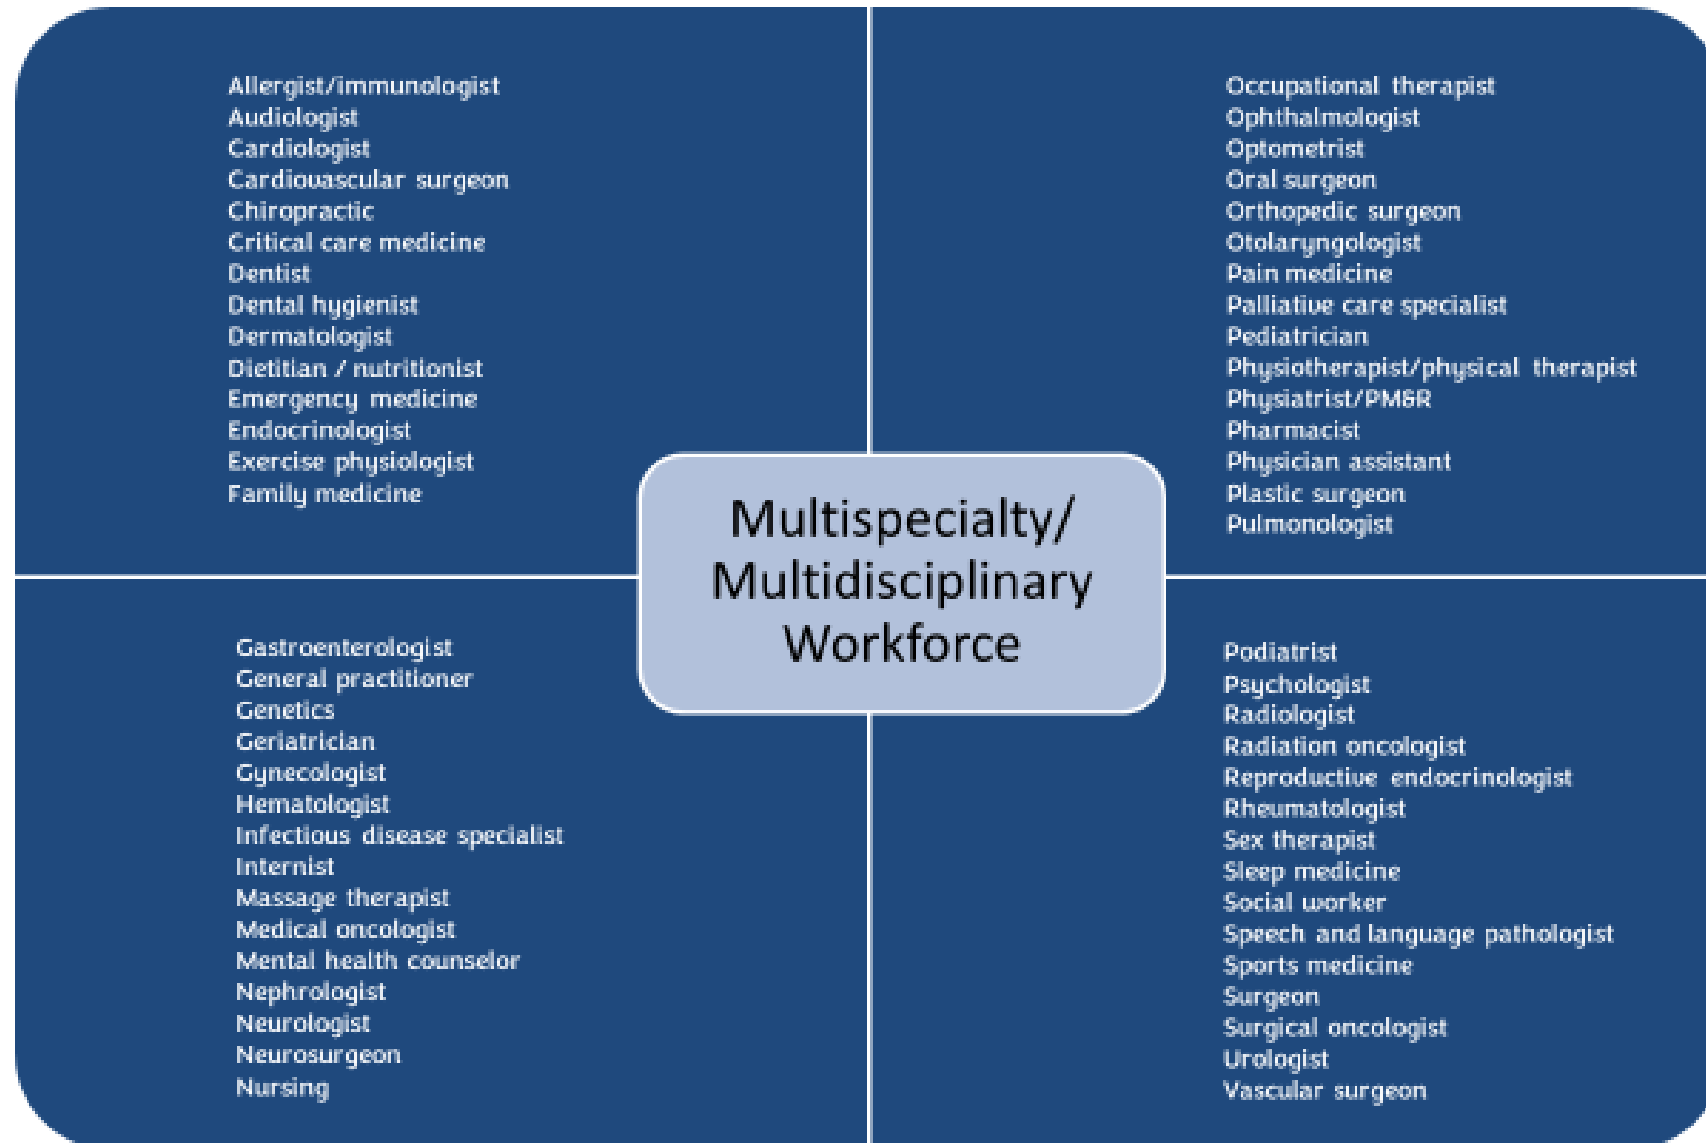 Allergist/immunologist
Audiologist
Cardiologist
Cardiovascular surgeon
Chiropractic
Critical care medicine
Dentist
Dental hygienist
Dermatologist
Dietitian / nutritionist
Emergency medicine
Endocrinologist
Exercise physiologist
Family medicine
Occupational therapist
Ophthalmologist
Optometrist
Oral surgeon
Orthopedic surgeon
Otolaryngologist
Pain medicine
Palliative care specialist
Pediatrician
Physiotherapist/physical therapist
Physiatrist/PM&R
Pharmacist
Physician assistant
Plastic surgeon
Pulmonologist
Multispecialty/
Multidisciplinary
Workforce
Gastroenterologist
General practitioner
Genetics
Geriatrician
Gynecologist
Hematologist
Infectious disease specialist
Internist
Massage therapist
Medical oncologist
Mental health counselor
Nephrologist
Neurologist
Neurosurgeon
Nursing
Podiatrist
Psychologist
Radiologist
Radiation oncologist
Reproductive endocrinologist
Rheumatologist
Sex therapist
Sleep medicine
Social worker
Speech and language pathologist
Sports medicine
Surgeon
Surgical oncologist
Urologist
Vascular surgeon